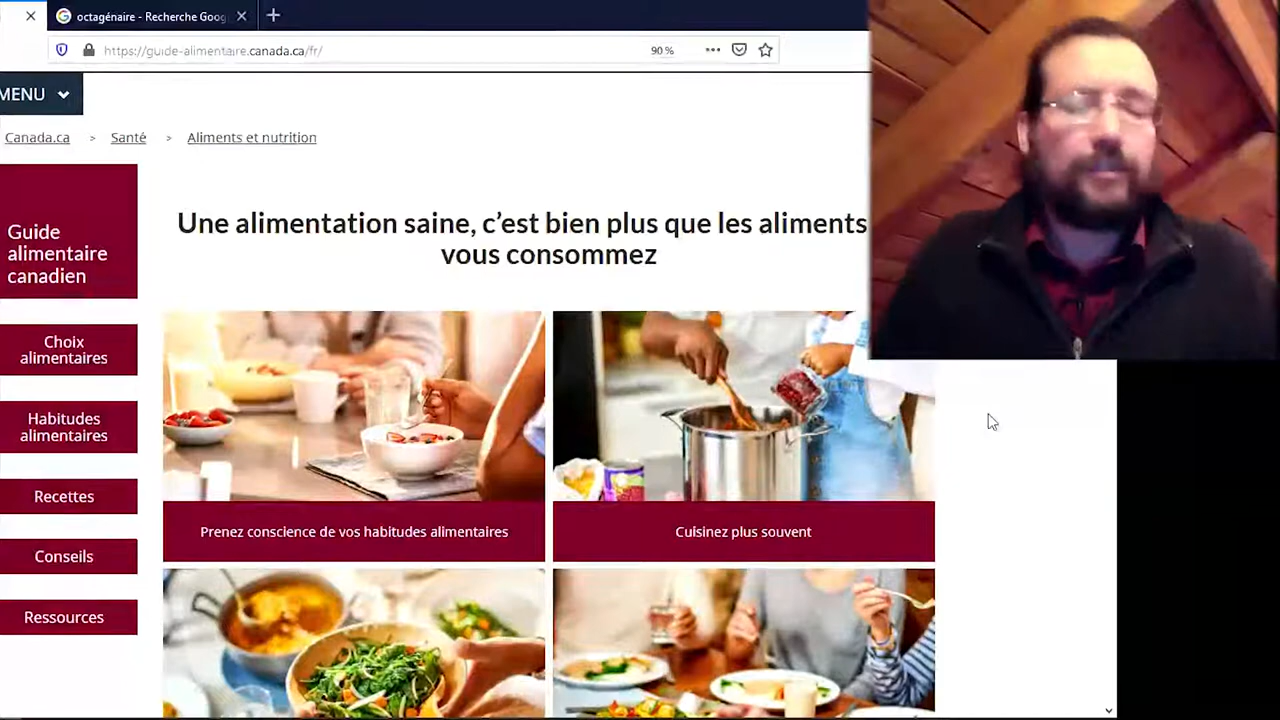 octagénaire - Recherche Goog
https://guide-alimentaire.canada.ca/fr/
90 %
MENU
Canada.ca > Santé > Aliments et nutrition
Guide
alimentaire
canadien
Une alimentation saine, c’est bien plus que les aliments
vous consommez
Choix
alimentaires
Habitudes
alimentaires
Recettes
Conseils
Ressources
Prenez conscience de vos habitudes alimentaires
Cuisinez plus souvent